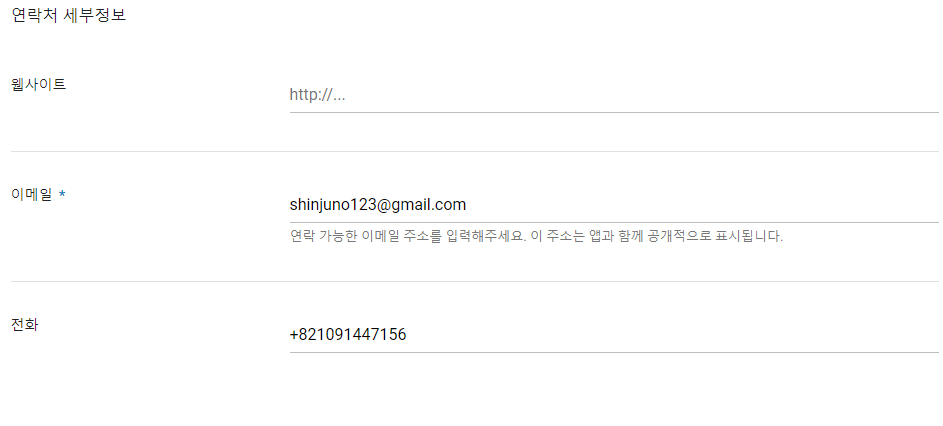 연락처 세부정보
웹사이트
http://...
이메일 *
shinjuno123@gmail.com
연락 가능한 이메일 주소를 입력해주세요. 이 주소는 앱과 함께 공개적으로 표시됩니다.
전화
+821091447156